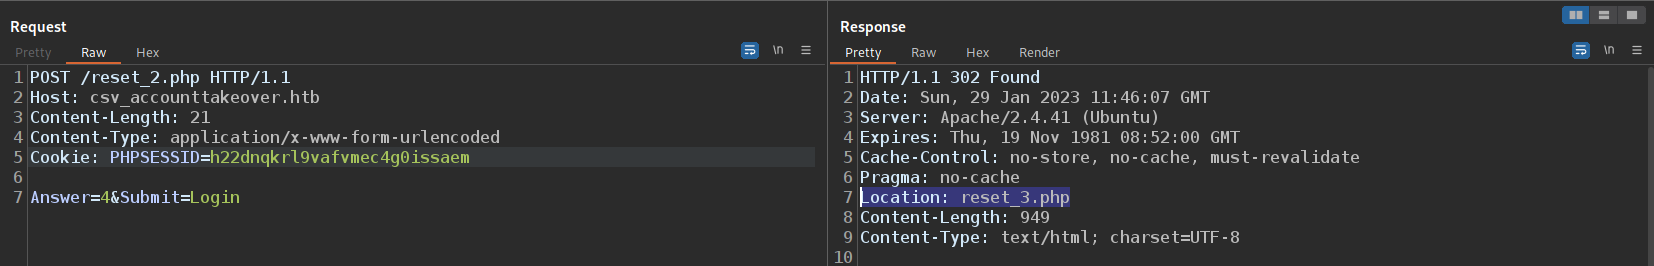 Request
Pretty Raw Hex \n
1 POST /reset_2.php HTTP/1.1
2 Host: csv_accounttakeover.htb
3 Content-Length: 21
4 Content-Type: application/x-www-form-urlencoded
5 Cookie: PHPSESSID=h22dnqkrl9vafvmec4g0issaem
6
7 Answer=4&Submit=Login
Response
Pretty Raw Hex Render \n
1 HTTP/1.1 302 Found
2 Date: Sun, 29 Jan 2023 11:46:07 GMT
3 Server: Apache/2.4.41 (Ubuntu)
4 Expires: Thu, 19 Nov 1981 08:52:00 GMT
5 Cache-Control: no-store, no-cache, must-revalidate
6 Pragma: no-cache
7 Location: reset_3.php
8 Content-Length: 949
9 Content-Type: text/html; charset=UTF-8
10